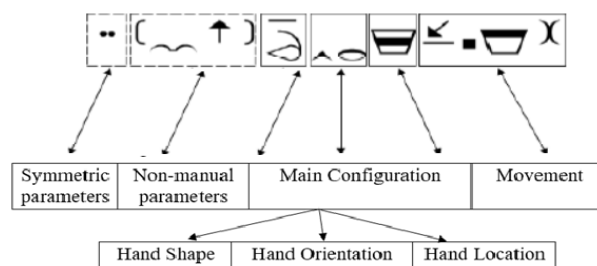 Symmetric parameters Non-manual parameters Main Configuration Movement
Hand Shape Hand Orientation Hand Location